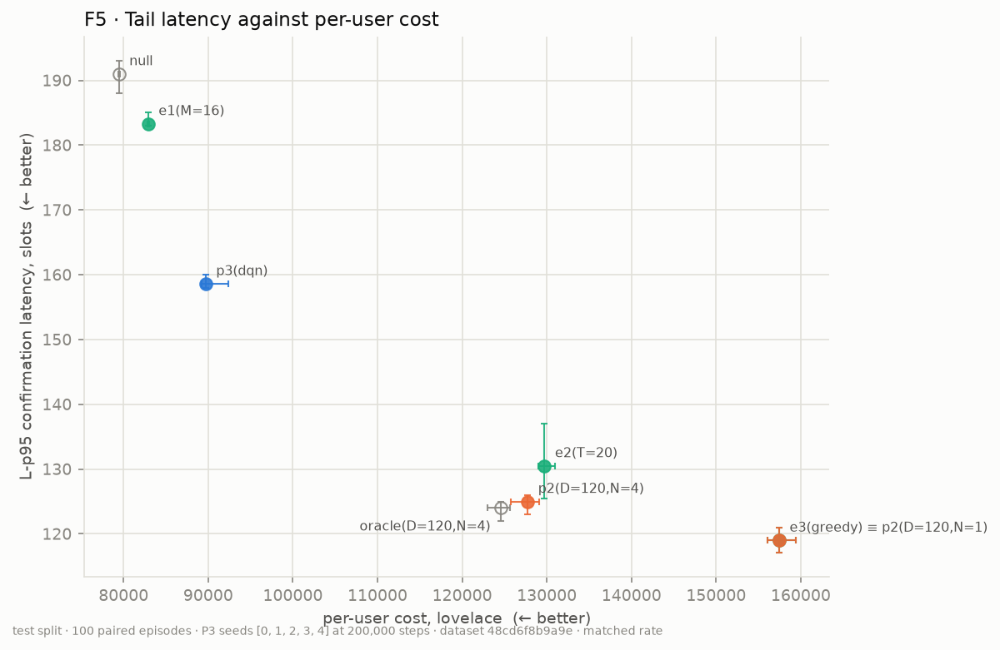 F5 · Tail latency against per-user cost
L-p95 confirmation latency, slots (← better)
190
180
170
160
150
140
130
120
null
e1(M=16)
p3(dqn)
e2(T=20)
p2(D=120,N=4)
oracle(D=120,N=4)
e3(greedy) ≡ p2(D=120,N=1)
80000 90000 100000 110000 120000 130000 140000 150000 160000
per-user cost, lovelace (← better)
test split · 100 paired episodes · P3 seeds [0, 1, 2, 3, 4] at 200,000 steps · dataset 48cd6f8b9a9e · matched rate